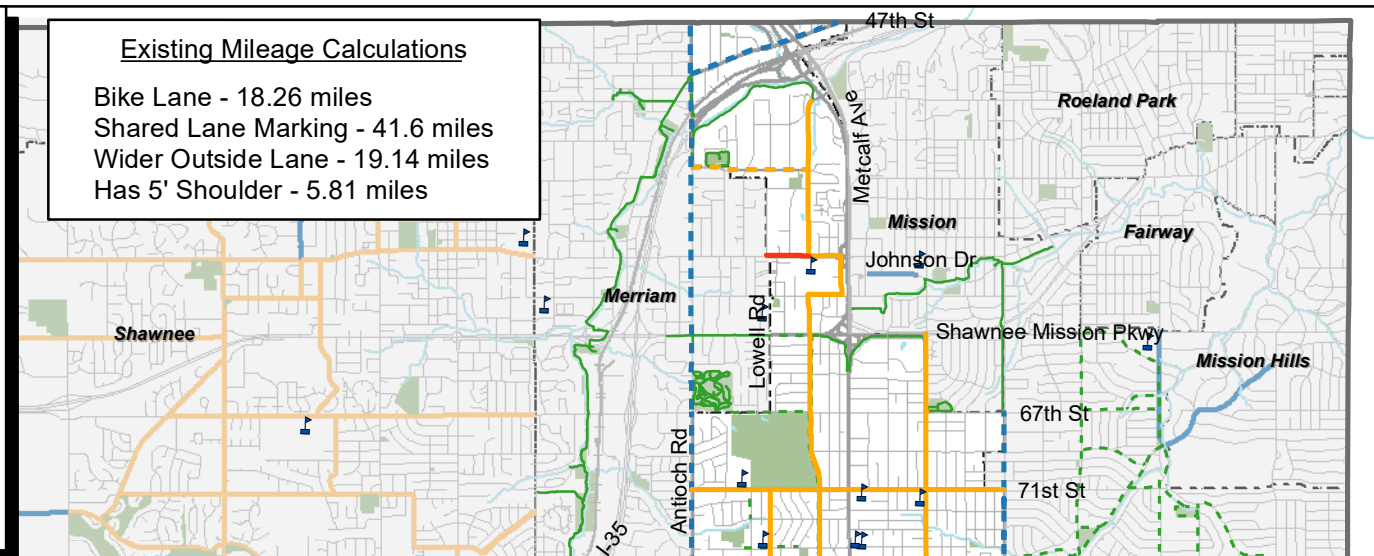 Existing Mileage Calculations
Bike Lane - 18.26 miles
Shared Lane Marking - 41.6 miles
Wider Outside Lane - 19.14 miles
Has 5' Shoulder - 5.81 miles
47th St
Metcalf Ave
Roeland Park
Mission
Fairway
Johnson Dr
Merriam
Lowell Rd
Shawnee
Shawnee Mission Pkwy
Mission Hills
67th St
Antioch Rd
71st St
I-35